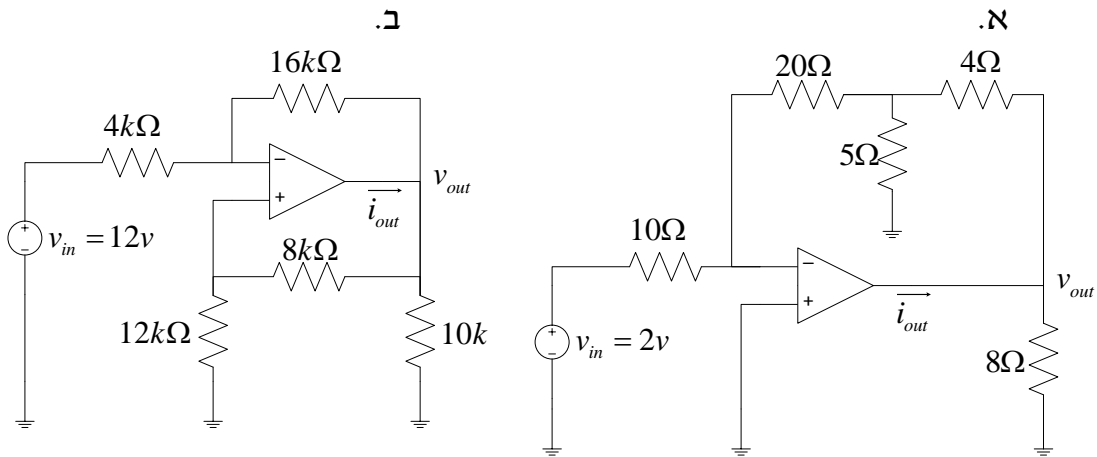 א.
20Ω
4Ω
5Ω
10Ω
v_in = 2v
−
+
i_out
v_out
8Ω
ב.
16kΩ
4kΩ
−
+
v_out
i_out
v_in = 12v
8kΩ
12kΩ
10k